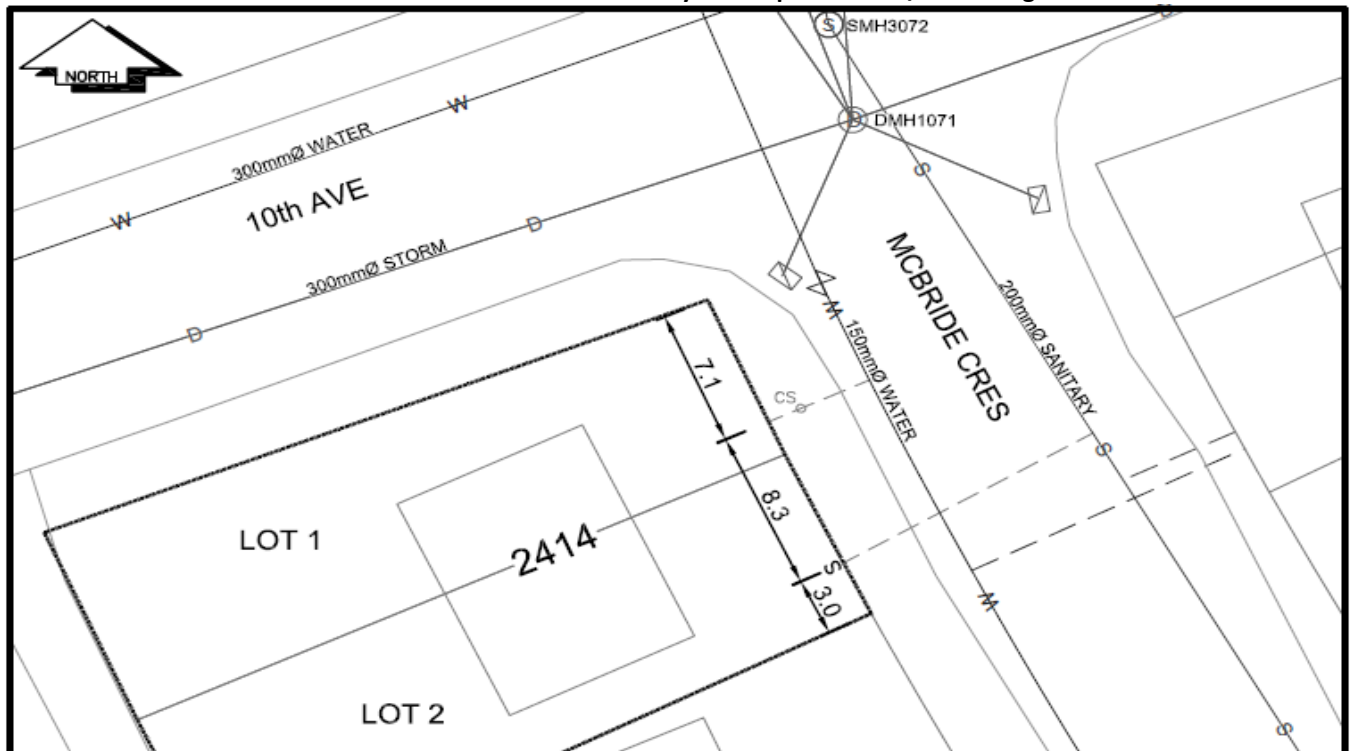 SMH3072
NORTH
W
300mmØ WATER
DMH1071
10th AVE
W
S
D
300mmØ STORM
MCBRIDE CRES
200mmØ SANITARY
D
W
150mmØ WATER
7.1
CS
S
8.3
LOT 1
2414
S
3.0
W
LOT 2
S